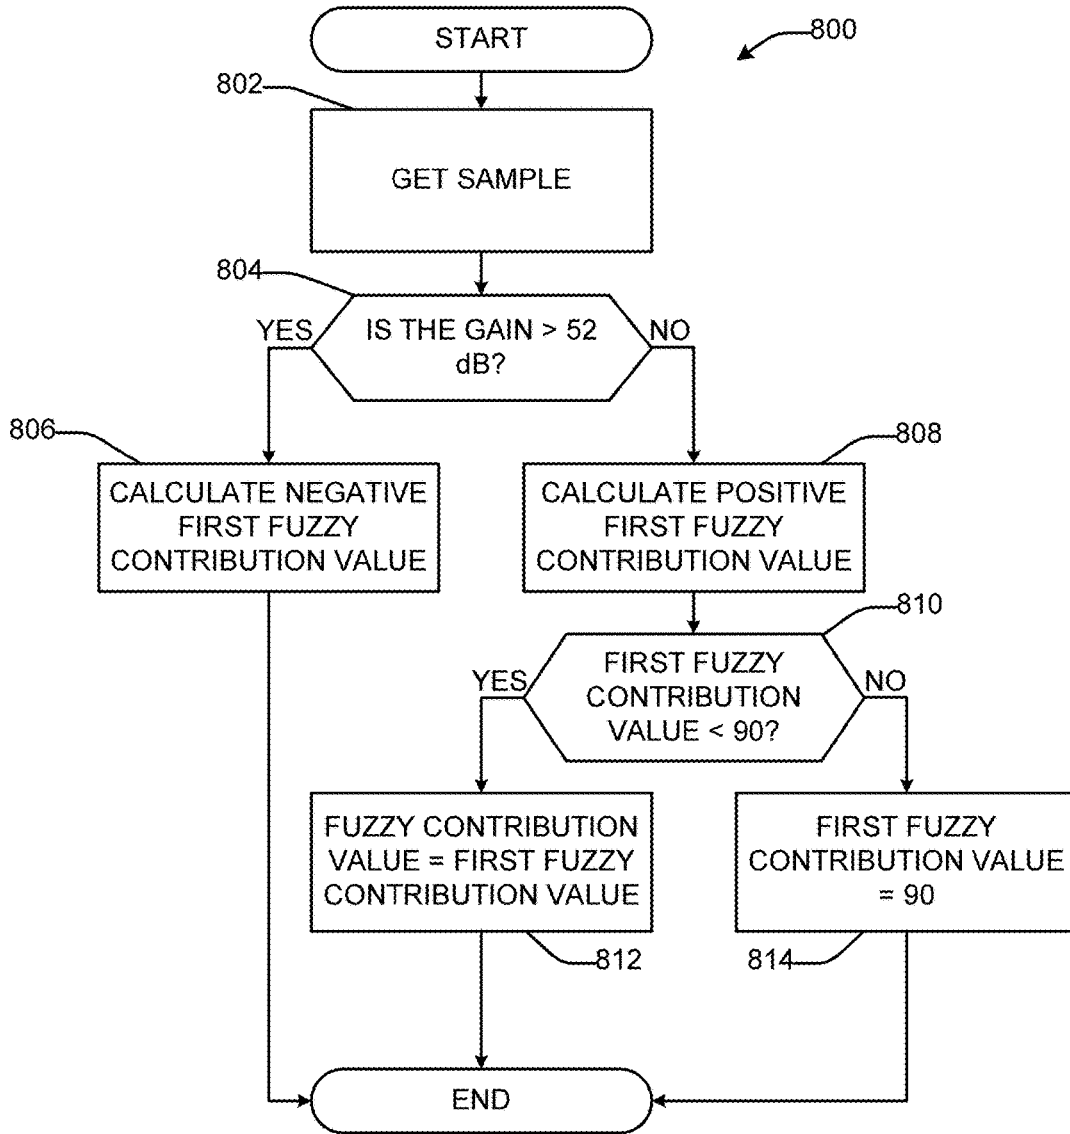 START
800
802
GET SAMPLE
804
YES
IS THE GAIN > 52
dB?
NO
806
808
CALCULATE NEGATIVE
FIRST FUZZY
CONTRIBUTION VALUE
CALCULATE POSITIVE
FIRST FUZZY
CONTRIBUTION VALUE
810
YES
FIRST FUZZY
CONTRIBUTION
VALUE < 90?
NO
FUZZY CONTRIBUTION
VALUE = FIRST FUZZY
CONTRIBUTION VALUE
FIRST FUZZY
CONTRIBUTION VALUE
= 90
812
814
END